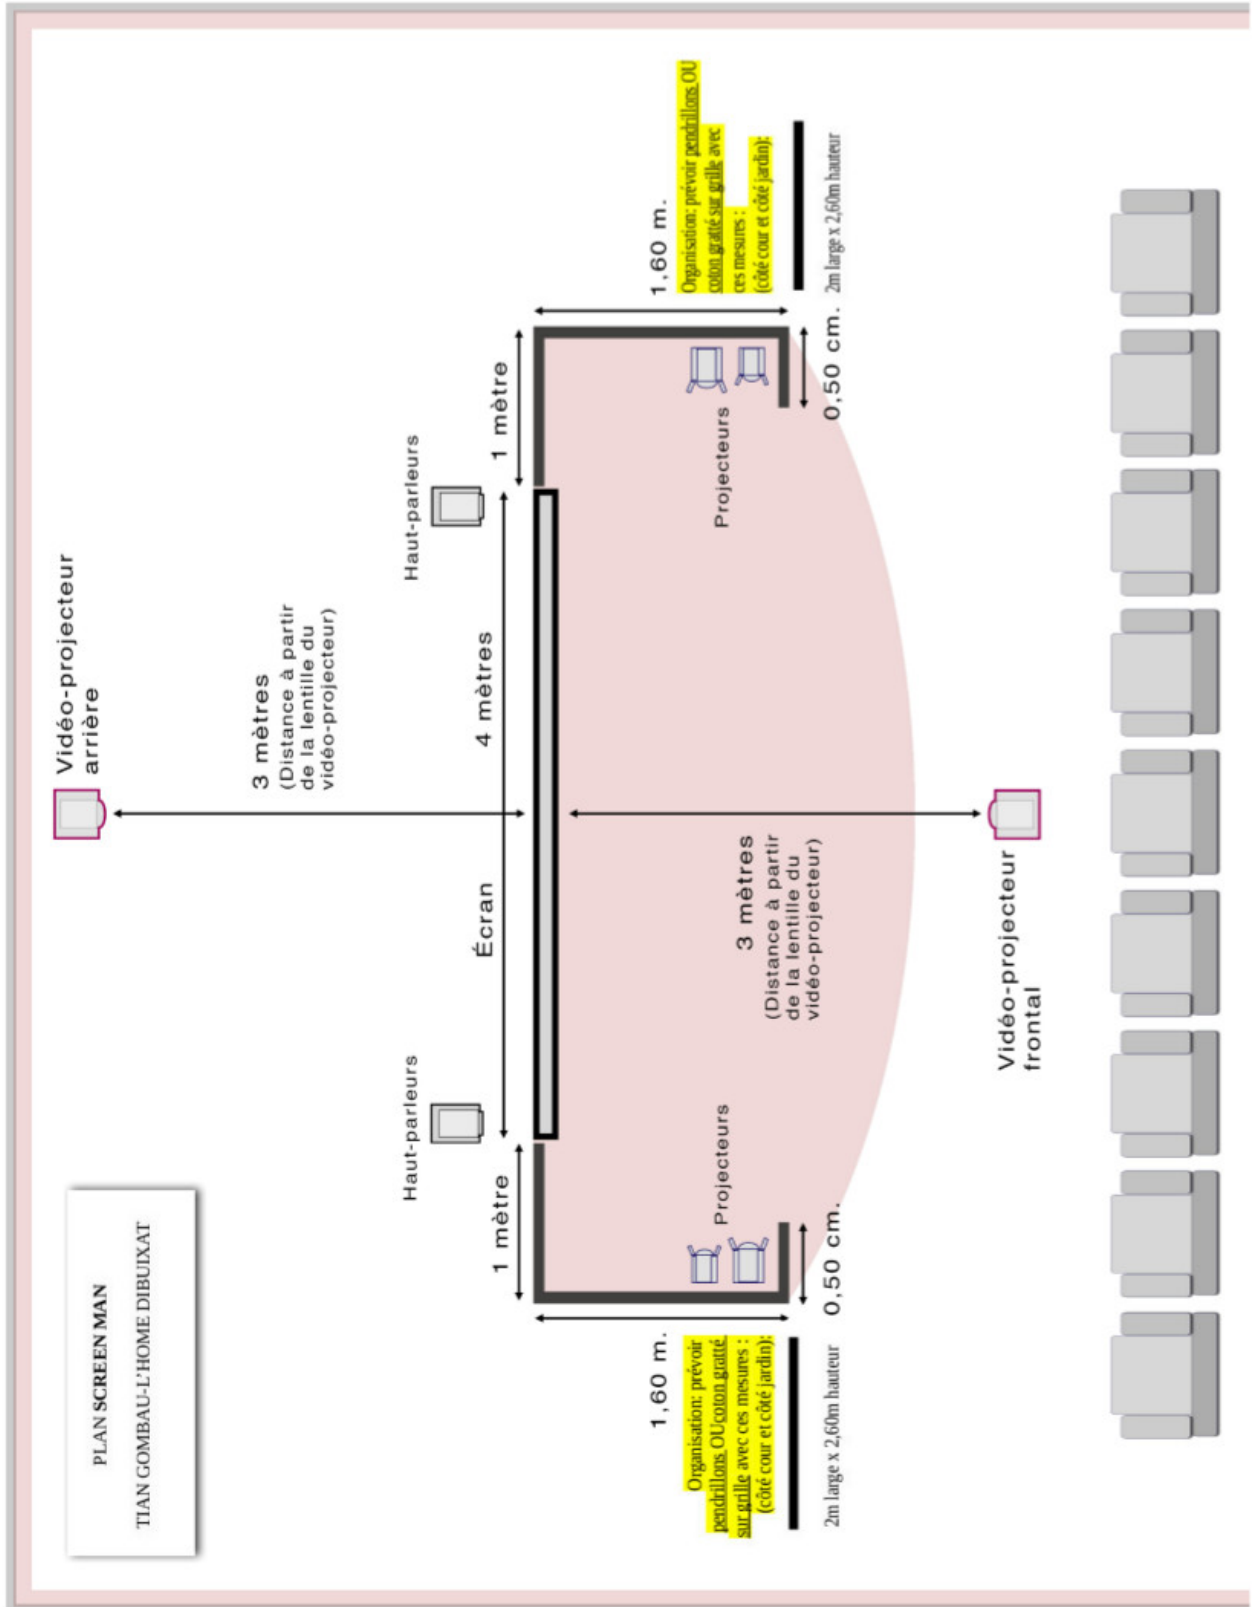 PLAN SCREEN MAN
TIAN GOMBAU-L'HOME DIBUIXAT
Vidéo-projecteur
arrière
3 mètres
(Distance à partir
de la lentille du
vidéo-projecteur)
Haut-parleurs
Haut-parleurs
1 mètre
Écran
4 mètres
1 mètre
1,60 m.
Organisation: prévoir
pendrillons OUcoton gratté
sur grille avec ces mesures :
(côté cour et côté jardin):
2m large x 2,60m hauteur
Projecteurs
0,50 cm.
3 mètres
(Distance à partir
de la lentille du
vidéo-projecteur)
Projecteurs
0,50 cm.
1,60 m.
Organisation: prévoir pendrillons OU
coton gratté sur grille avec
ces mesures :
(côté cour et côté jardin):
2m large x 2,60m hauteur
Vidéo-projecteur
frontal